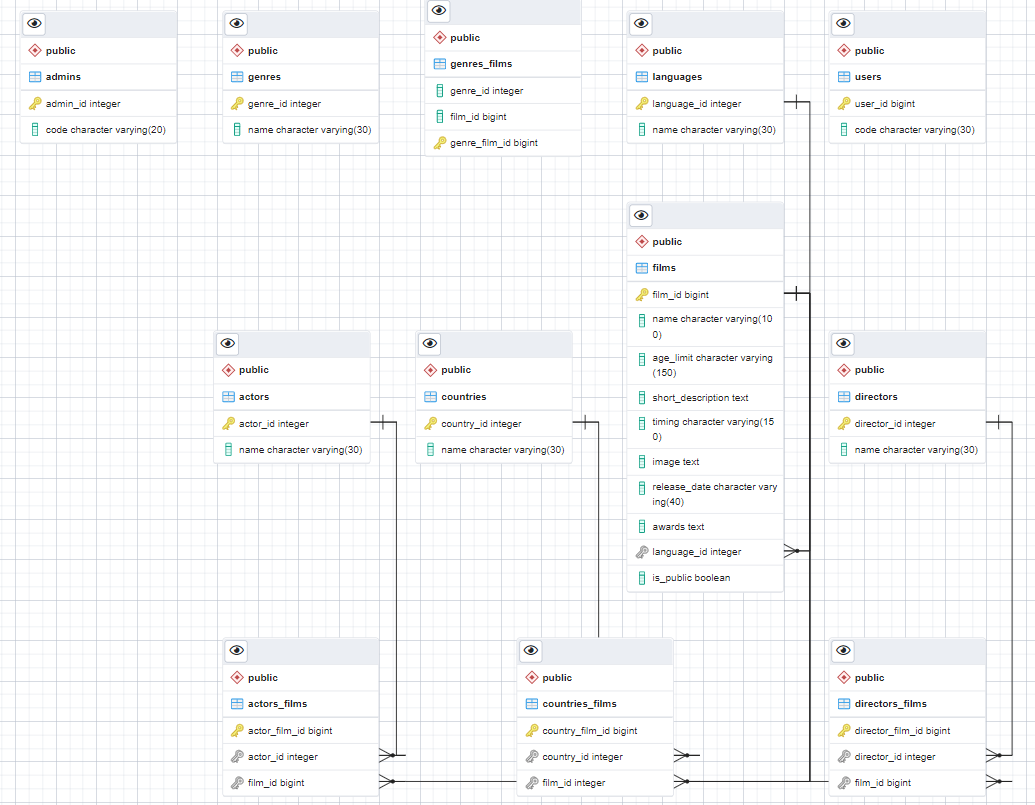 public
admins
admin_id integer
code character varying(20)
public
genres
genre_id integer
name character varying(30)
public
genres_films
genre_id integer
film_id bigint
genre_film_id bigint
public
languages
language_id integer
name character varying(30)
public
users
user_id bigint
code character varying(30)
public
films
film_id bigint
name character varying(10
0)
age_limit character varying
(150)
short_description text
timing character varying(15
0)
image text
release_date character vary
ing(40)
awards text
language_id integer
is_public boolean
public
actors
actor_id integer
name character varying(30)
public
countries
country_id integer
name character varying(30)
public
directors
director_id integer
name character varying(30)
public
actors_films
actor_film_id bigint
actor_id integer
film_id bigint
public
countries_films
country_film_id bigint
country_id integer
film_id integer
public
directors_films
director_film_id bigint
director_id integer
film_id bigint